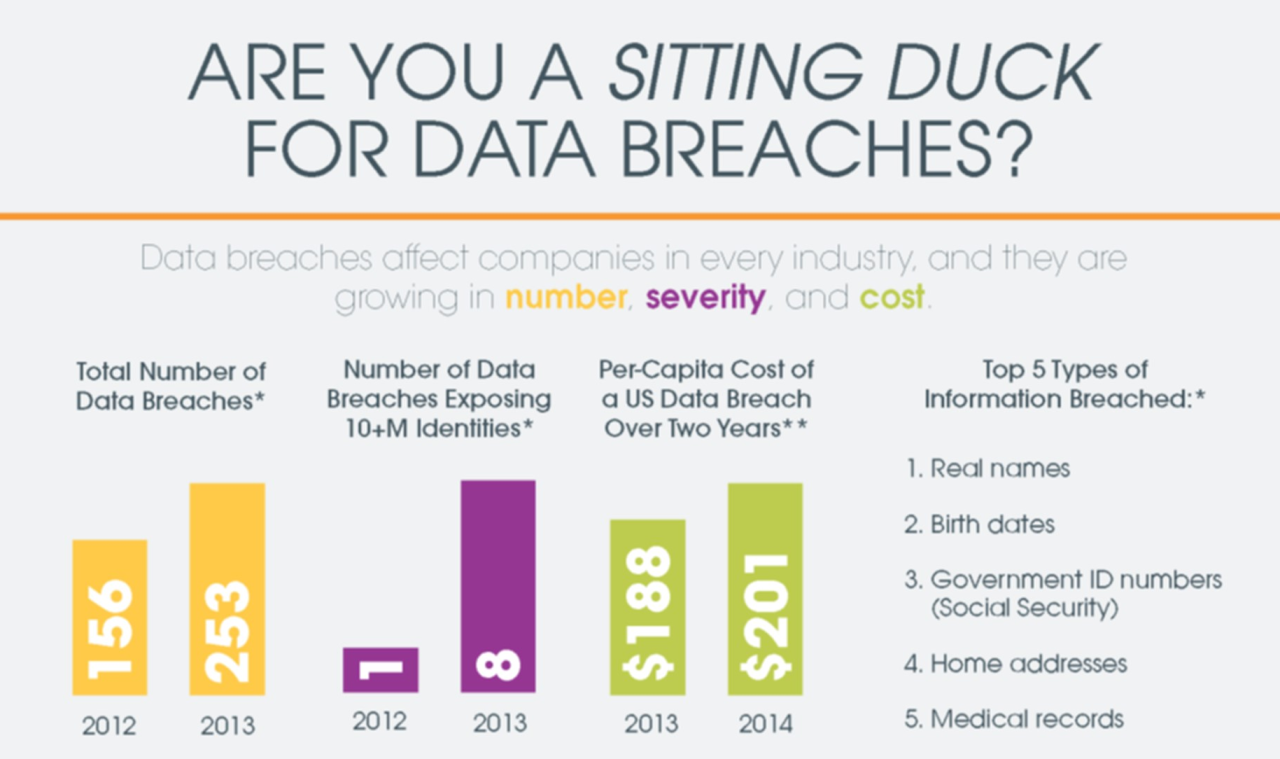 ARE YOU A SITTING DUCK
FOR DATA BREACHES?
Data breaches affect companies in every industry, and they are
growing in number, severity, and cost.
Total Number of
Data Breaches*
156
253
2012
2013
Number of Data
Breaches Exposing
10+M Identities*
1
8
2012
2013
Per-Capita Cost of
a US Data Breach
Over Two Years**
$188
$201
2013
2014
Top 5 Types of
Information Breached:*
1. Real names
2. Birth dates
3. Government ID numbers
(Social Security)
4. Home addresses
5. Medical records